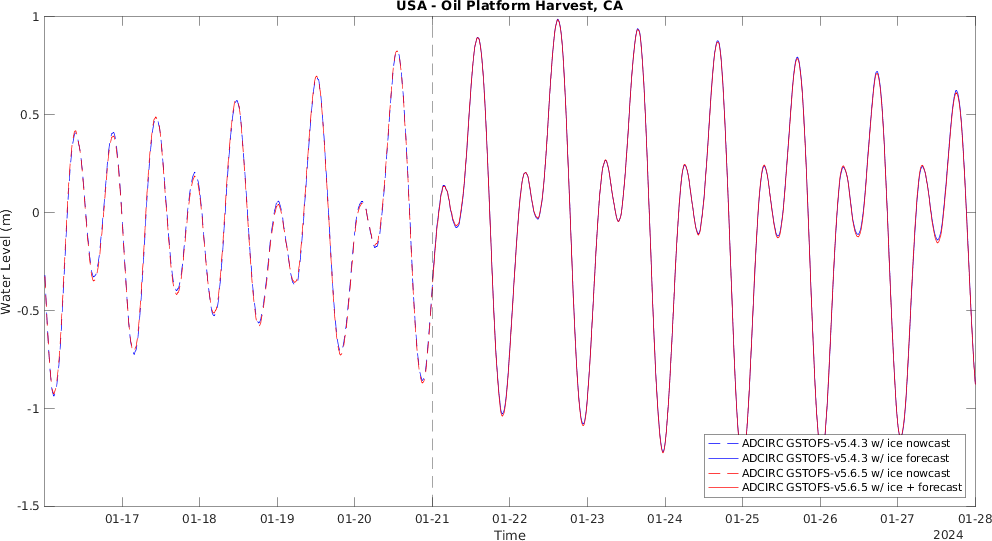 USA - Oil Platform Harvest, CA
1
0.5
0
-0.5
-1
-1.5
Water Level (m)
ADCIRC GSTOFS-v5.4.3 w/ ice nowcast
ADCIRC GSTOFS-v5.4.3 w/ ice forecast
ADCIRC GSTOFS-v5.6.5 w/ ice nowcast
ADCIRC GSTOFS-v5.6.5 w/ ice + forecast
01-17 01-18 01-19 01-20 01-21 01-22 01-23 01-24 01-25 01-26 01-27 01-28
Time
2024